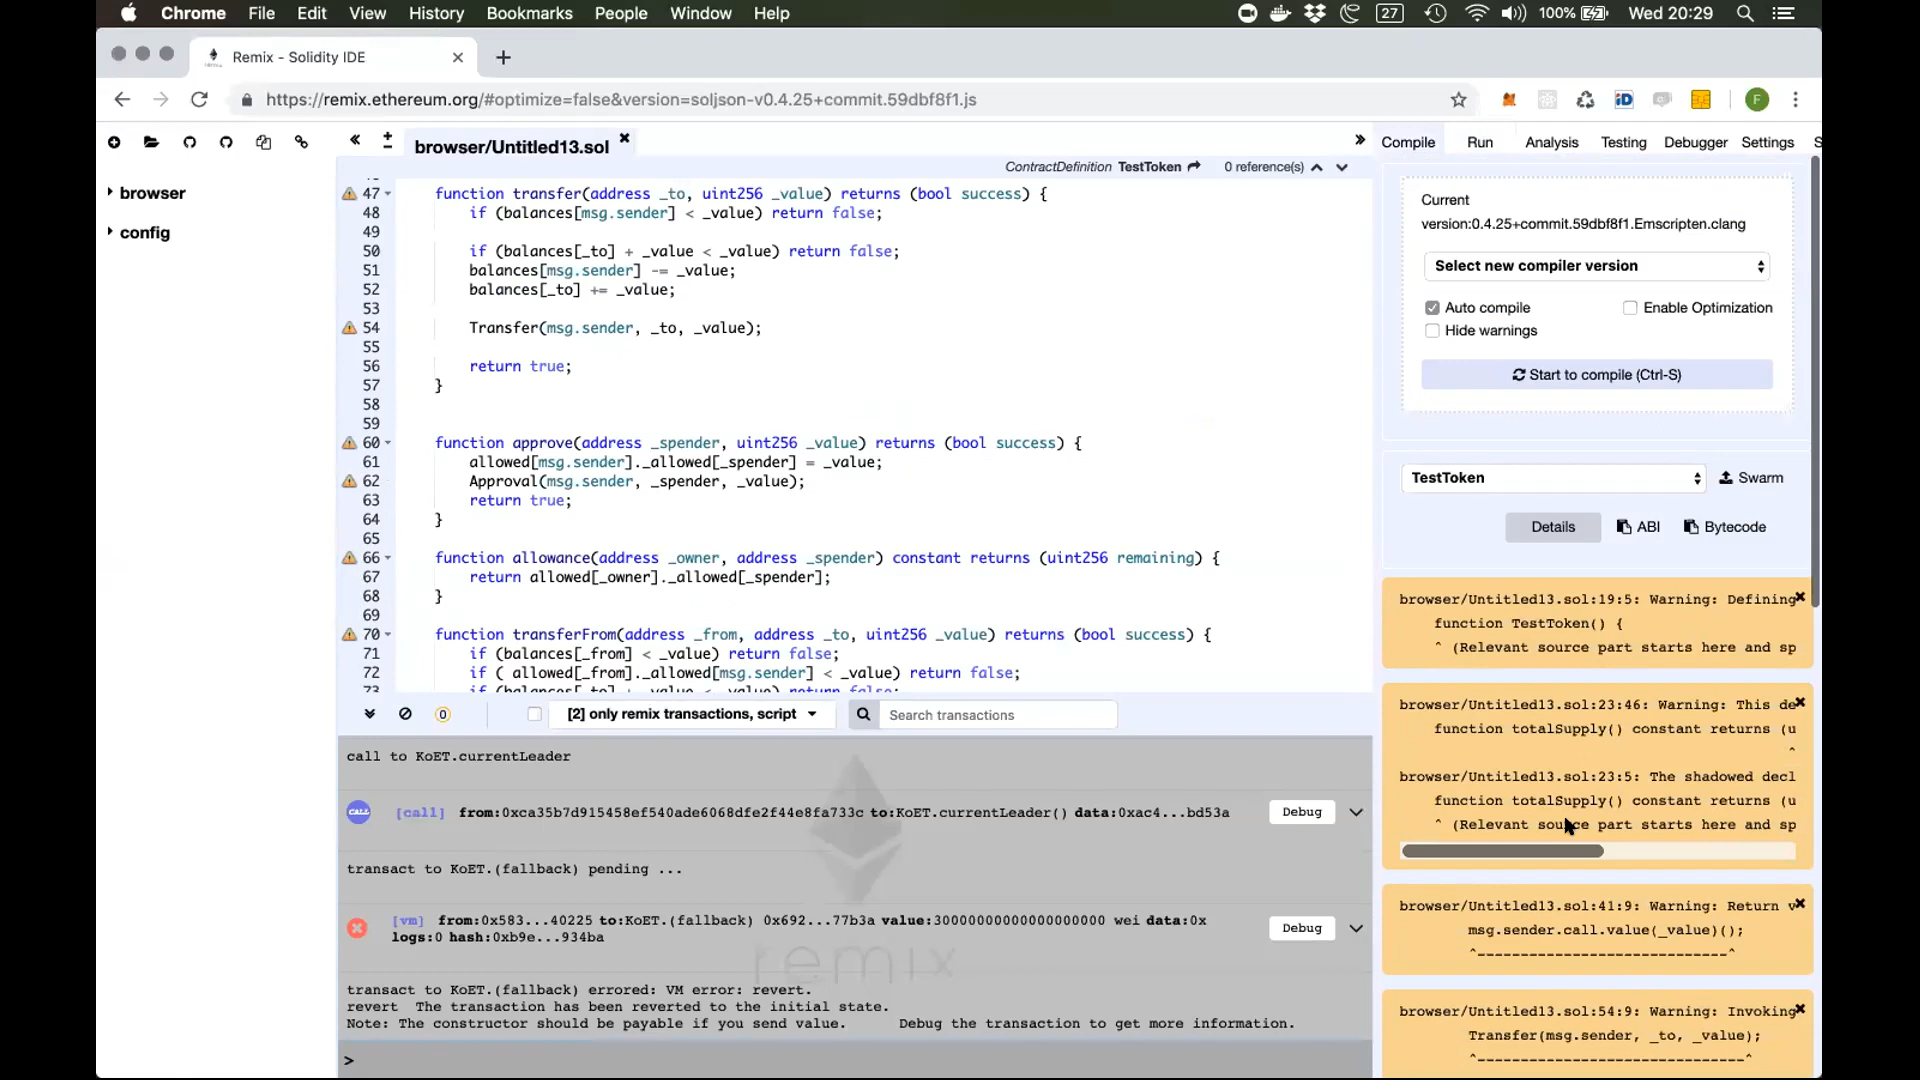 Chrome File Edit View History Bookmarks People Window Help 27 100% Wed 20:29
Remix - Solidity IDE
https://remix.ethereum.org/#optimize=false&version=soljson-v0.4.25+commit.59dbf8f1.js
browser/Untitled13.sol
Compile Run Analysis Testing Debugger Settings S
ContractDefinition TestToken 0 reference(s)
browser
config
47 function transfer(address _to, uint256 _value) returns (bool success) {
48 if (balances[msg.sender] < _value) return false;
49
50 if (balances[_to] + _value < _value) return false;
51 balances[msg.sender] -= _value;
52 balances[_to] += _value;
53
54 Transfer(msg.sender, _to, _value);
55
56 return true;
57 }
58
59
60 function approve(address _spender, uint256 _value) returns (bool success) {
61 allowed[msg.sender]._allowed[_spender] = _value;
62 Approval(msg.sender, _spender, _value);
63 return true;
64 }
65
66 function allowance(address _owner, address _spender) constant returns (uint256 remaining) {
67 return allowed[_owner]._allowed[_spender];
68 }
69
70 function transferFrom(address _from, address _to, uint256 _value) returns (bool success) {
71 if (balances[_from] < _value) return false;
72 if ( allowed[_from]._allowed[msg.sender] < _value) return false;
73 if (balances[_to] + _value < _value) return false;
0 [2] only remix transactions, script Search transactions
call to KoET.currentLeader
CALL [call] from:0xca35b7d915458ef540ade6068dfe2f44e8fa733c to:KoET.currentLeader() data:0xac4...bd53a Debug
transact to KoET.(fallback) pending ...
[vm] from:0x583...40225 to:KoET.(fallback) 0x692...77b3a value:30000000000000000000 wei data:0x
logs:0 hash:0xb9e...934ba Debug
remix
transact to KoET.(fallback) errored: VM error: revert.
revert The transaction has been reverted to the initial state.
Note: The constructor should be payable if you send value. Debug the transaction to get more information.
>
Current
version:0.4.25+commit.59dbf8f1.Emscripten.clang
Select new compiler version
Auto compile Enable Optimization
Hide warnings
Start to compile (Ctrl-S)
TestToken Swarm
Details ABI Bytecode
browser/Untitled13.sol:19:5: Warning: Defining
function TestToken() {
^ (Relevant source part starts here and sp
browser/Untitled13.sol:23:46: Warning: This de
function totalSupply() constant returns (u
^
browser/Untitled13.sol:23:5: The shadowed decl
function totalSupply() constant returns (u
^ (Relevant source part starts here and sp
browser/Untitled13.sol:41:9: Warning: Return v
msg.sender.call.value(_value)();
^-----------------------------^
browser/Untitled13.sol:54:9: Warning: Invoking
Transfer(msg.sender, _to, _value);
^-------------------------------^